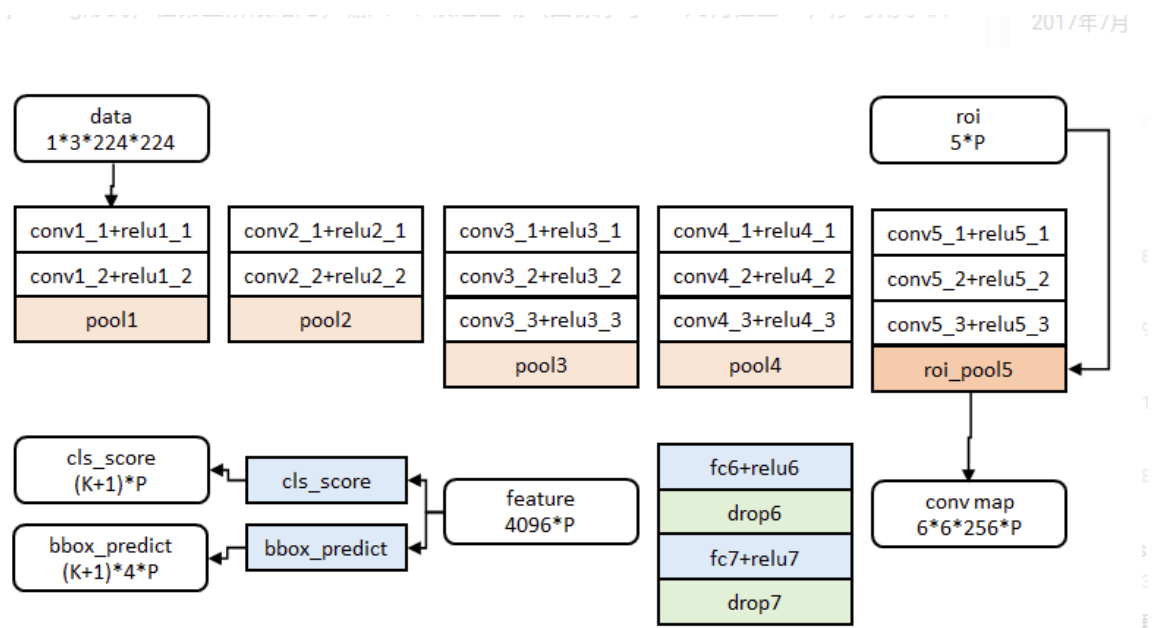 2017年7月
data
1*3*224*224
roi
5*P
conv1_1+relu1_1
conv1_2+relu1_2
pool1
conv2_1+relu2_1
conv2_2+relu2_2
pool2
conv3_1+relu3_1
conv3_2+relu3_2
conv3_3+relu3_3
pool3
conv4_1+relu4_1
conv4_2+relu4_2
conv4_3+relu4_3
pool4
conv5_1+relu5_1
conv5_2+relu5_2
conv5_3+relu5_3
roi_pool5
cls_score
(K+1)*P
bbox_predict
(K+1)*4*P
cls_score
bbox_predict
feature
4096*P
fc6+relu6
drop6
fc7+relu7
drop7
conv map
6*6*256*P